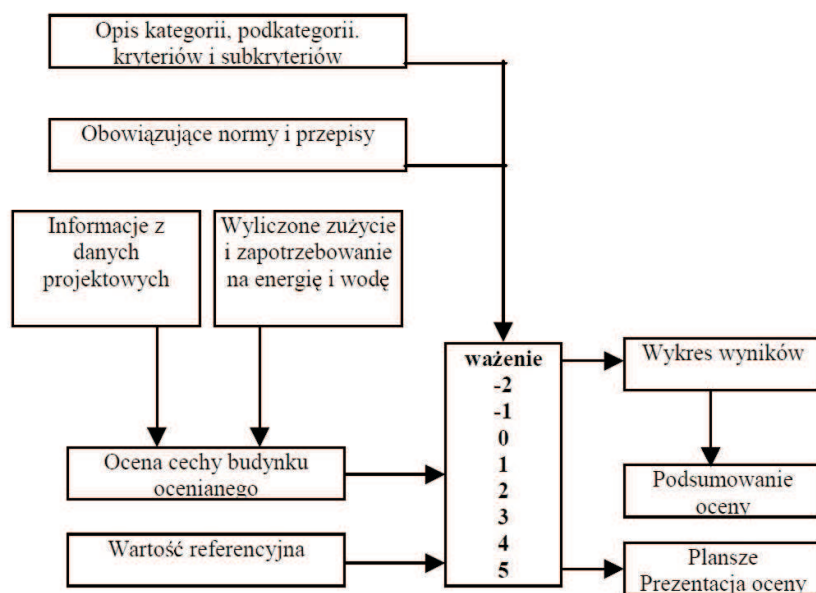 Opis kategorii, podkategorii.
kryteriów i subkryteriów
Obowiązujące normy i przepisy
Informacje z
danych
projektowych
Wyliczone zużycie
i zapotrzebowanie
na energię i wodę
ważenie
-2
-1
0
1
2
3
4
5
Wykres wyników
Ocena cechy budynku
ocenianego
Podsumowanie
oceny
Wartość referencyjna
Plansze
Prezentacja oceny